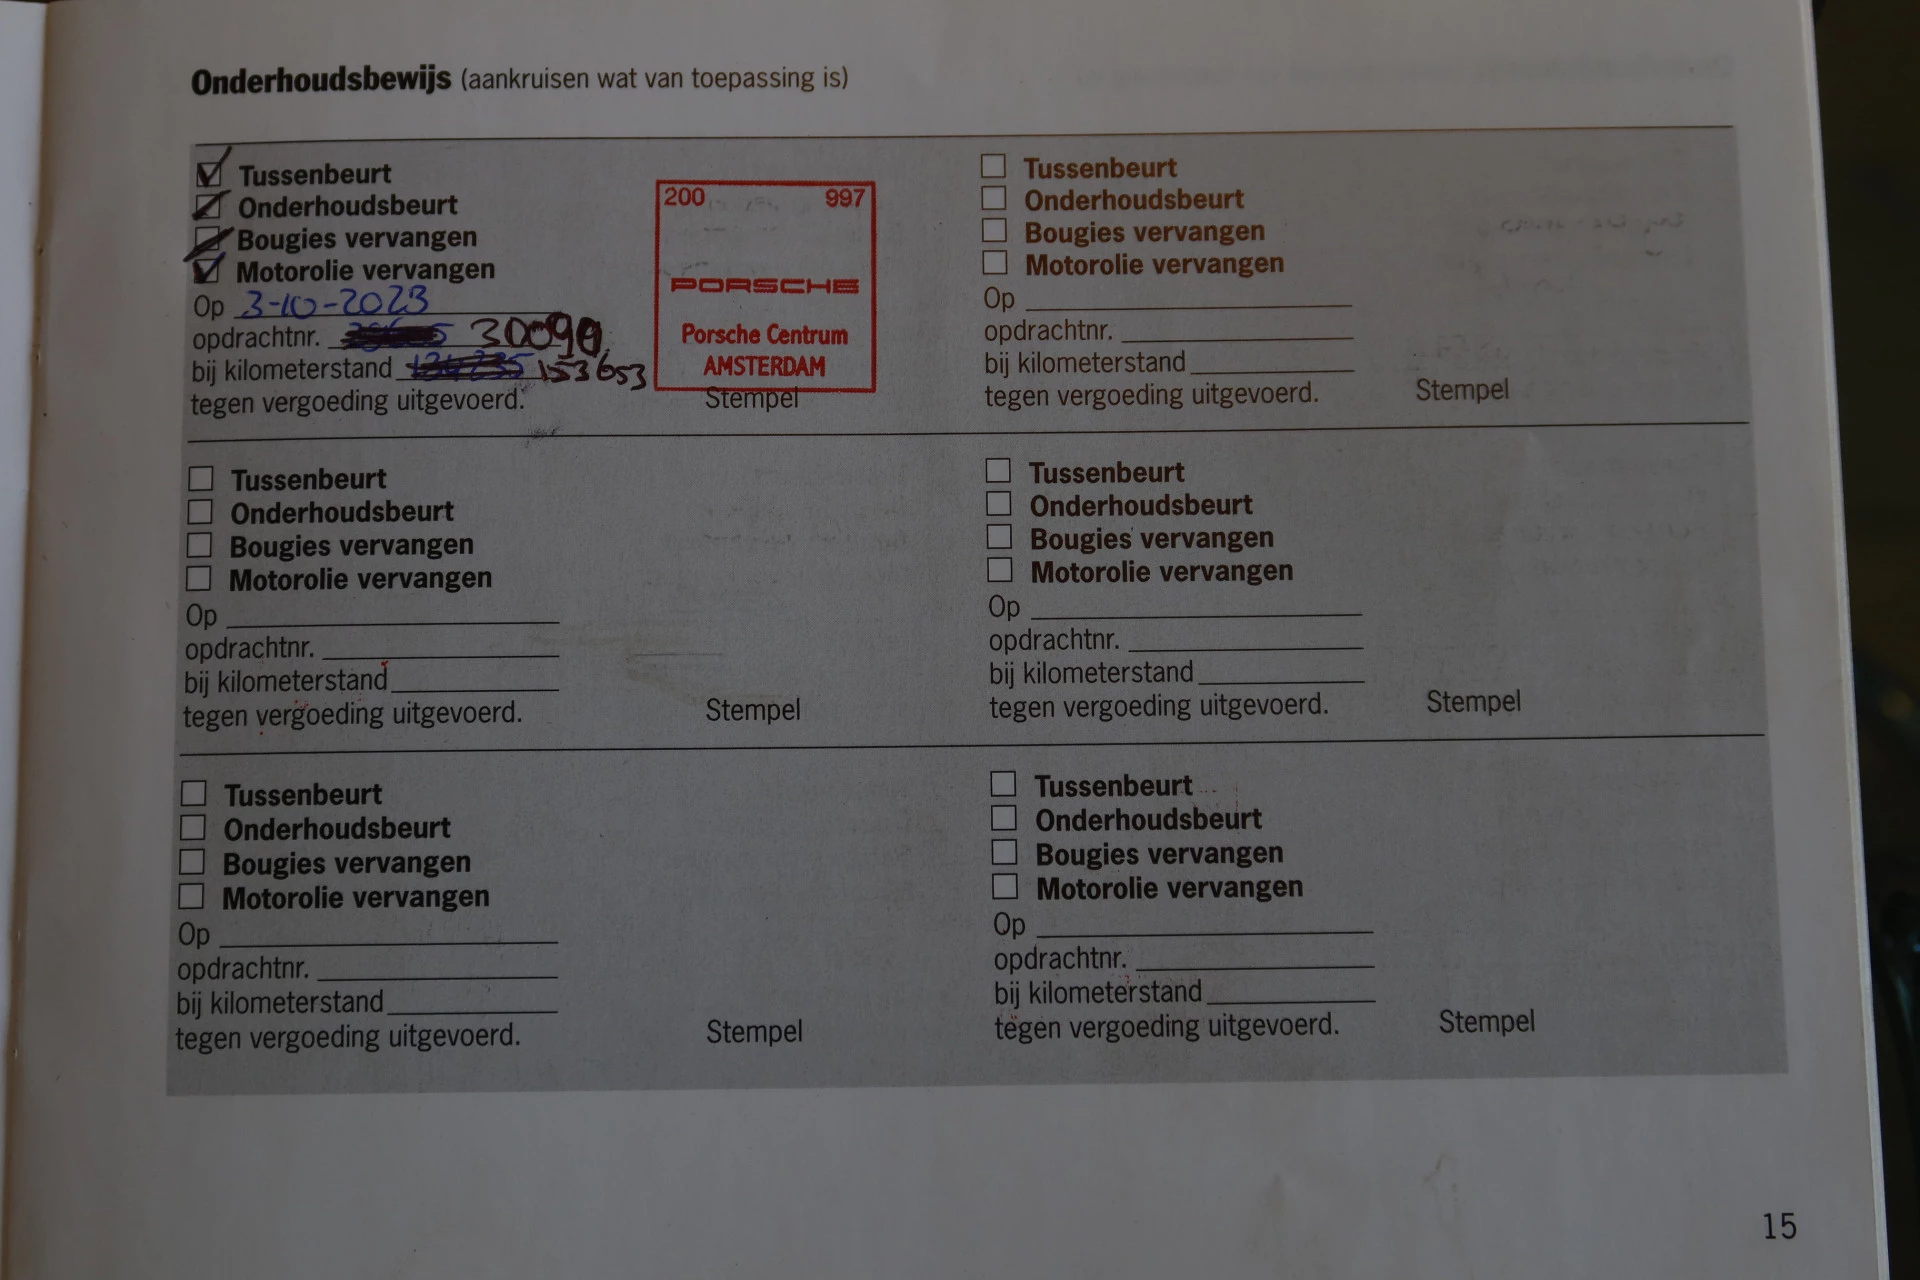 Onderhoudsbewijs (aankruisen wat van toepassing is)
Tussenbeurt
Onderhoudsbeurt
Bougies vervangen
Motorolie vervangen
Op 3-10-2023
opdrachtnr.
bij kilometerstand 153653
tegen vergoeding uitgevoerd.
200 997
PORSCHE
Porsche Centrum
AMSTERDAM
Stempel
Tussenbeurt
Onderhoudsbeurt
Bougies vervangen
Motorolie vervangen
Op
opdrachtnr.
bij kilometerstand
tegen vergoeding uitgevoerd.
Stempel
Tussenbeurt
Onderhoudsbeurt
Bougies vervangen
Motorolie vervangen
Op
opdrachtnr.
bij kilometerstand
tegen vergoeding uitgevoerd.
Stempel
Tussenbeurt
Onderhoudsbeurt
Bougies vervangen
Motorolie vervangen
Op
opdrachtnr.
bij kilometerstand
tegen vergoeding uitgevoerd.
Stempel
Tussenbeurt
Onderhoudsbeurt
Bougies vervangen
Motorolie vervangen
Op
opdrachtnr.
bij kilometerstand
tegen vergoeding uitgevoerd.
Stempel
Tussenbeurt
Onderhoudsbeurt
Bougies vervangen
Motorolie vervangen
Op
opdrachtnr.
bij kilometerstand
tegen vergoeding uitgevoerd.
Stempel
15